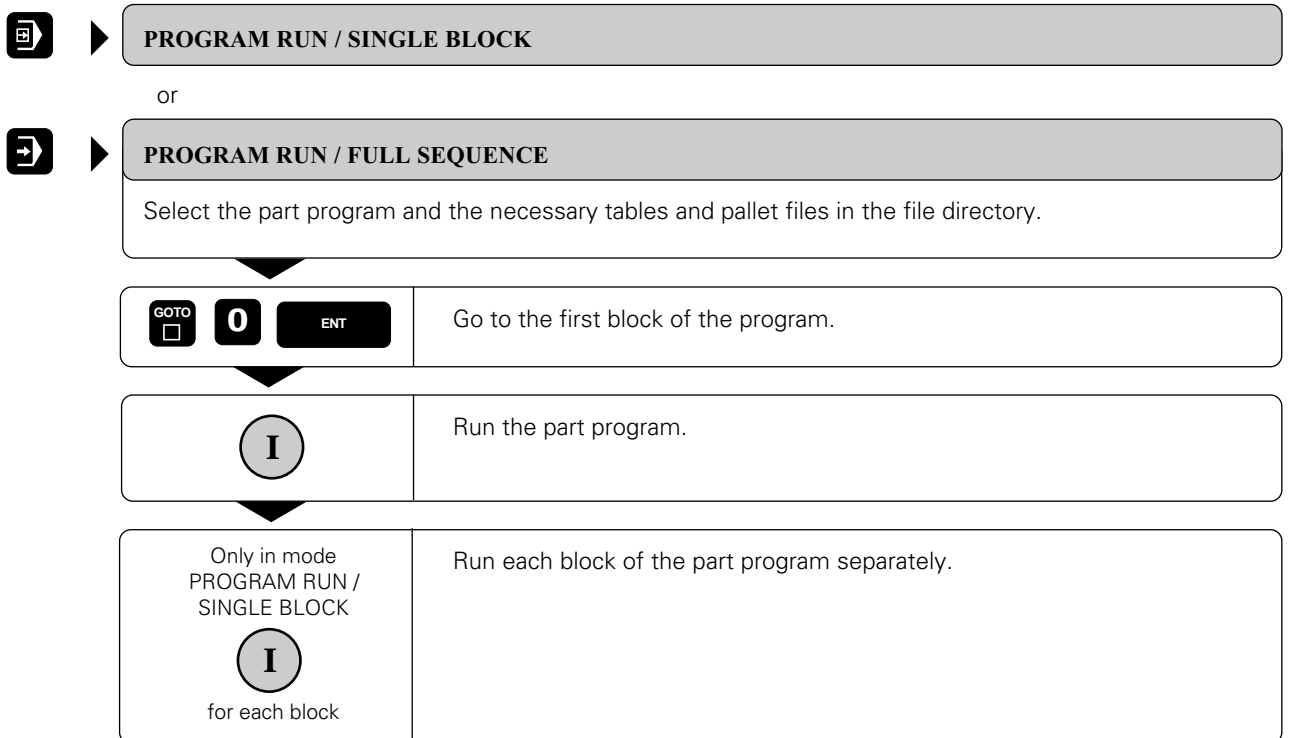 PROGRAM RUN / SINGLE BLOCK
or
PROGRAM RUN / FULL SEQUENCE
Select the part program and the necessary tables and pallet files in the file directory.
GOTO
0
ENT
Go to the first block of the program.
I
Run the part program.
Only in mode
PROGRAM RUN /
SINGLE BLOCK
I
for each block
Run each block of the part program separately.